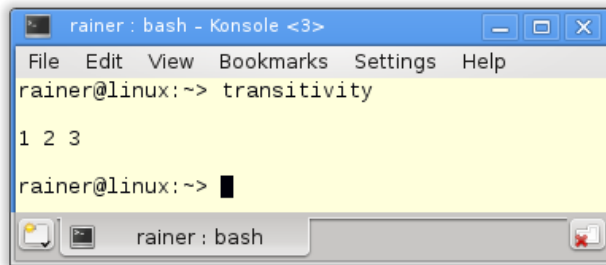 rainer : bash – Konsole <3>
File Edit View Bookmarks Settings Help
rainer@linux:~> transitivity
1 2 3
rainer@linux:~>
rainer : bash